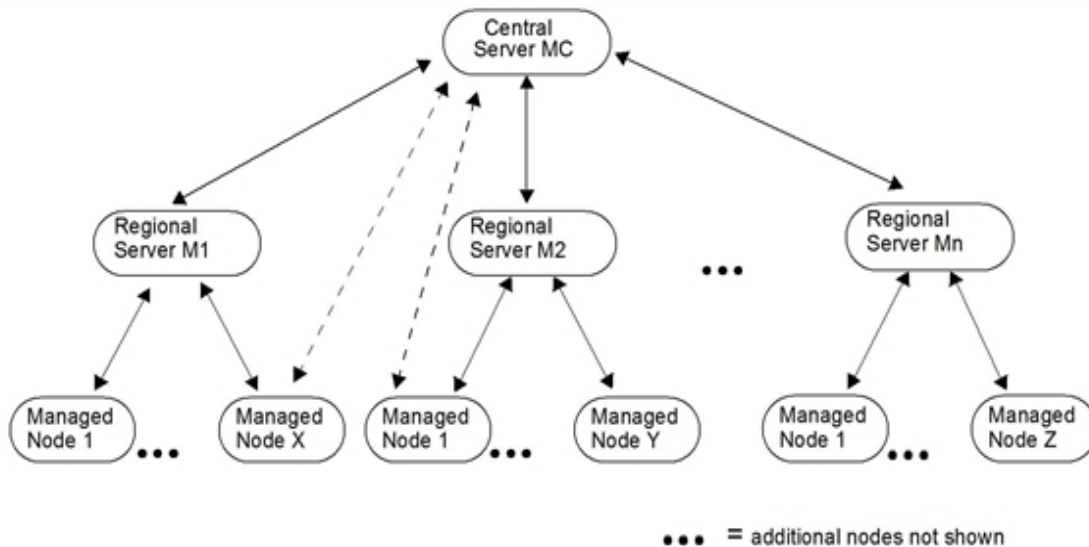 Central
Server MC
Regional
Server M1
Regional
Server M2
Regional
Server Mn
Managed
Node 1
Managed
Node X
Managed
Node 1
Managed
Node Y
Managed
Node 1
Managed
Node Z
= additional nodes not shown